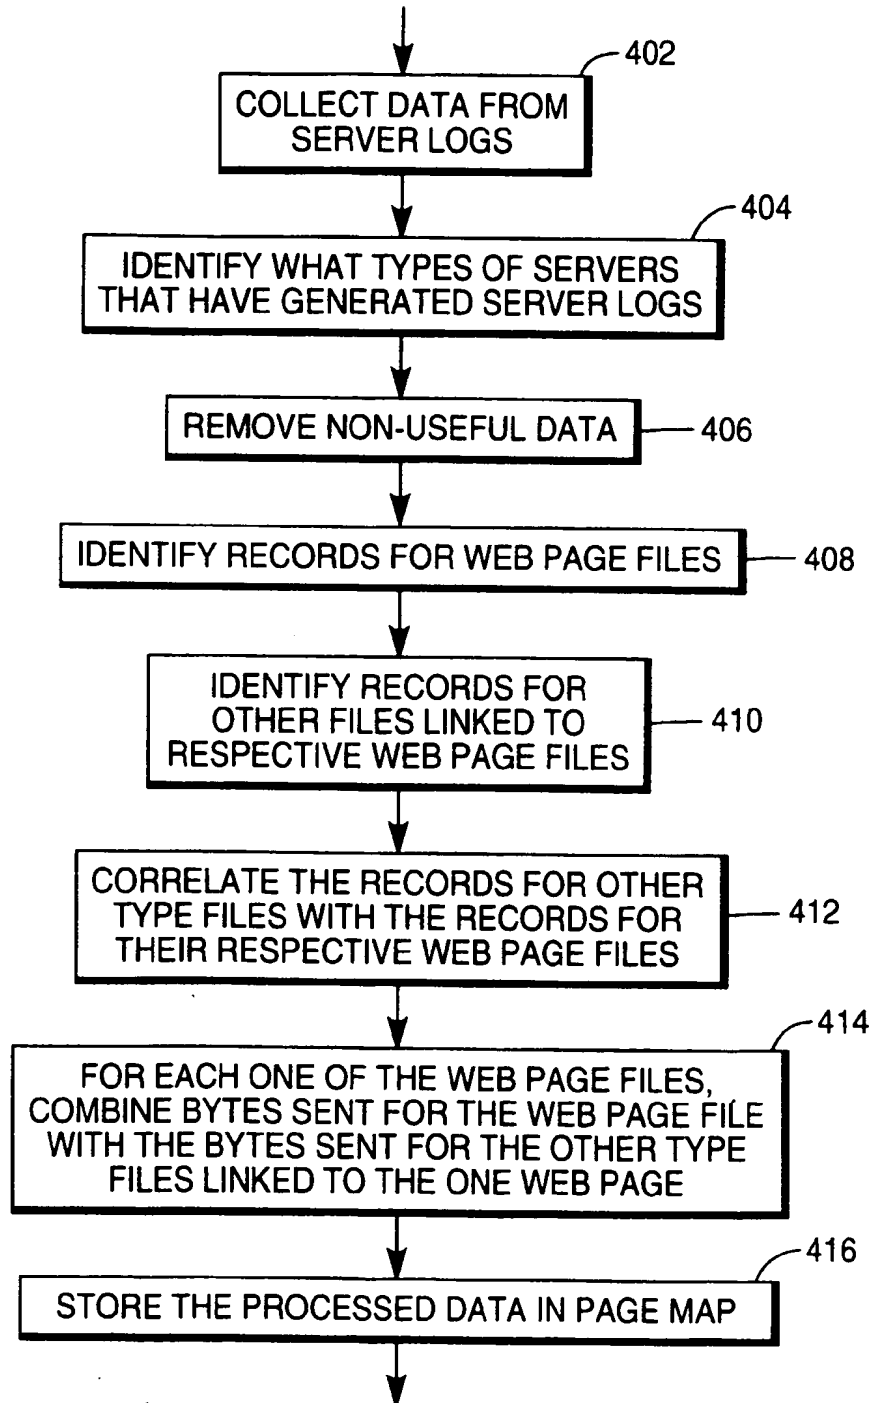 402
COLLECT DATA FROM
SERVER LOGS
404
IDENTIFY WHAT TYPES OF SERVERS
THAT HAVE GENERATED SERVER LOGS
REMOVE NON-USEFUL DATA
406
IDENTIFY RECORDS FOR WEB PAGE FILES
408
IDENTIFY RECORDS FOR
OTHER FILES LINKED TO
RESPECTIVE WEB PAGE FILES
410
CORRELATE THE RECORDS FOR OTHER
TYPE FILES WITH THE RECORDS FOR
THEIR RESPECTIVE WEB PAGE FILES
412
414
FOR EACH ONE OF THE WEB PAGE FILES,
COMBINE BYTES SENT FOR THE WEB PAGE FILE
WITH THE BYTES SENT FOR THE OTHER TYPE
FILES LINKED TO THE ONE WEB PAGE
416
STORE THE PROCESSED DATA IN PAGE MAP